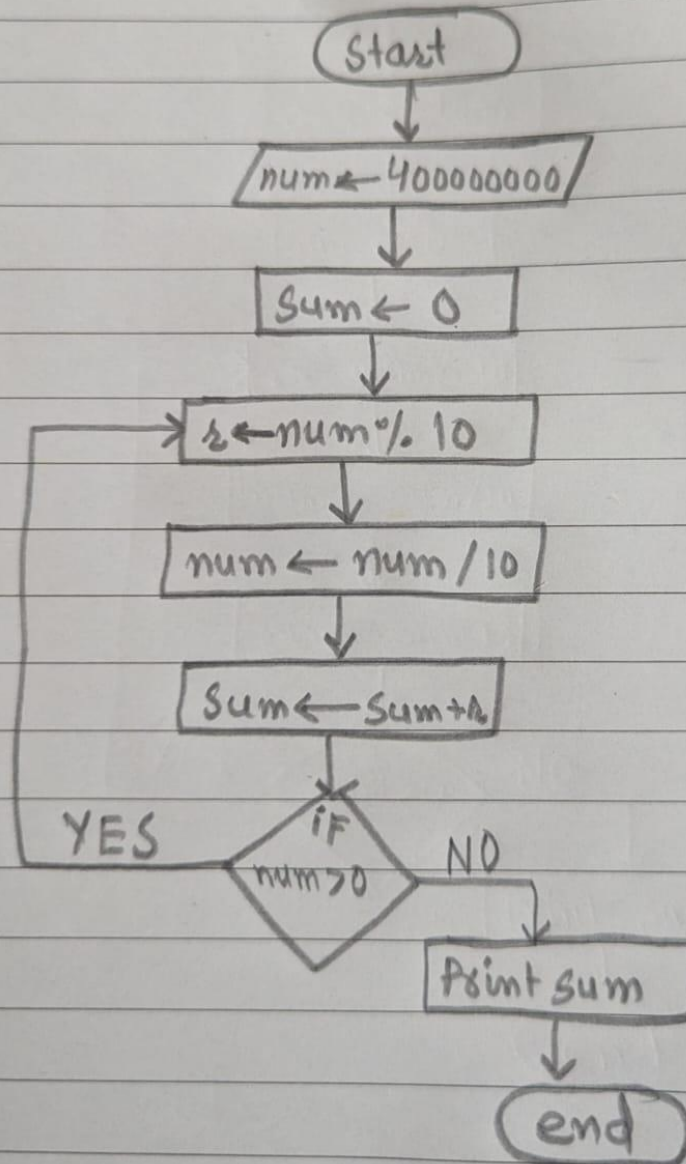 Start
num ← 400000000
Sum ← 0
r ← num % 10
num ← num / 10
Sum ← Sum + r
YES
if
num > 0
NO
Print sum
end